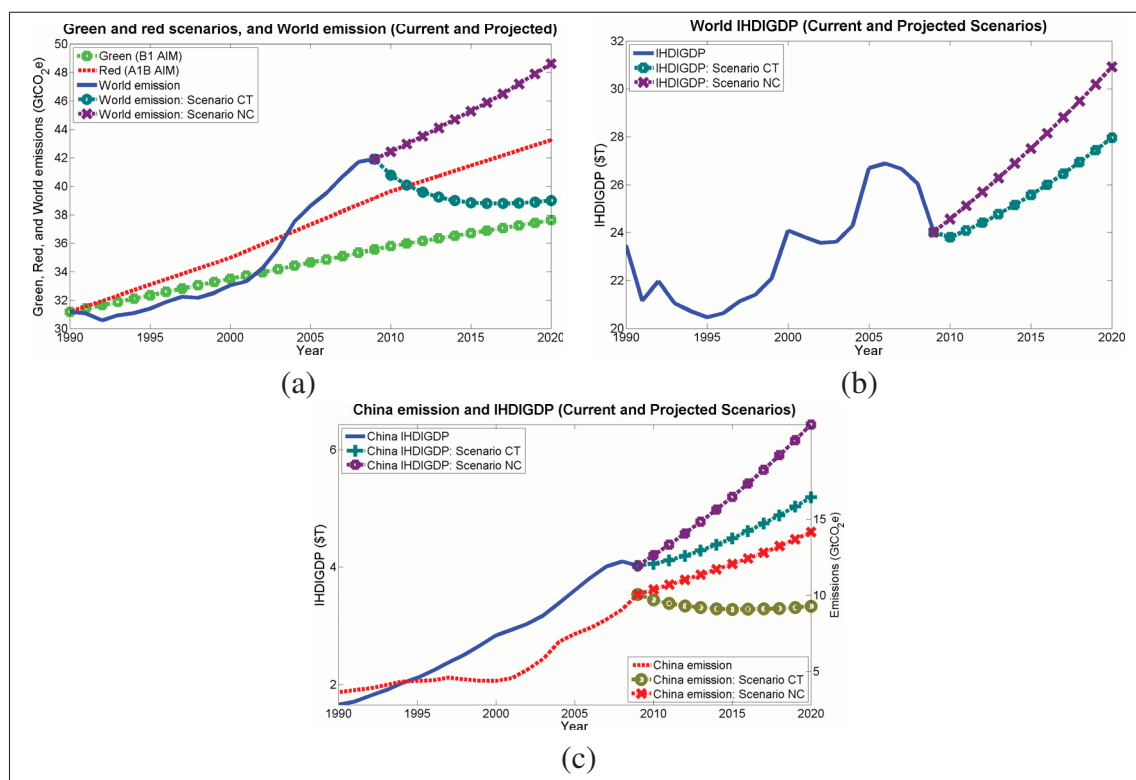 Green and red scenarios, and World emission (Current and Projected)
Green, Red, and World emissions (GtCO2e)
50
48
46
44
42
40
38
36
34
32
30
Green (B1 AIM)
Red (A1B AIM)
World emission
World emission: Scenario CT
World emission: Scenario NC
1990 1995 2000 2005 2010 2015 2020
Year
(a)
World IHDIGDP (Current and Projected Scenarios)
IHDIGDP ($T)
32
30
28
26
24
22
20
IHDIGDP
IHDIGDP: Scenario CT
IHDIGDP: Scenario NC
1990 1995 2000 2005 2010 2015 2020
Year
(b)
China emission and IHDIGDP (Current and Projected Scenarios)
IHDIGDP ($T)
6
4
2
China IHDIGDP
China IHDIGDP: Scenario CT
China IHDIGDP: Scenario NC
15
10
5
Emissions (GtCO2e)
China emission
China emission: Scenario CT
China emission: Scenario NC
1990 1995 2000 2005 2010 2015 2020
Year
(c)